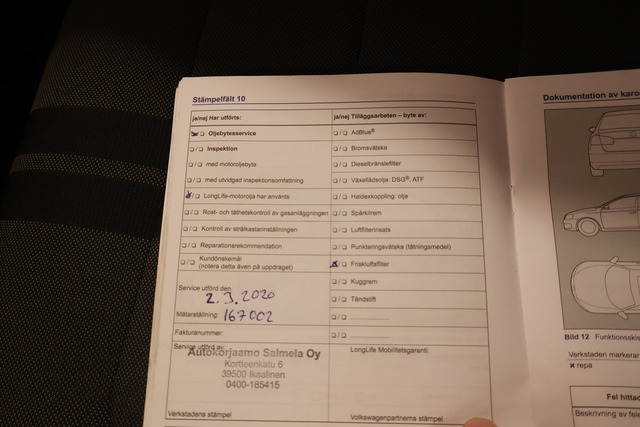 Stämpelfält 10
ja/nej Har utförts:
Oljebytesservice
Inspektion
med motoroljebyte
med utvidgad inspektionsomfattning
LongLife-motorolja har använts
Rost- och täthetskontroll av gasanläggningen
Kontroll av strålkastarinställningen
Reparationsrekommendation
Kundönskemål
(notera detta även på uppdraget)
Service utförd den:
2.3.2020
Mätarställning: 167002
Fakturanummer:
Service utförd av:
Autokorjaamo Salmela Oy
Kortteenkatu 6
39500 Ikaalinen
0400-185415
Verkstadens stämpel
ja/nej Tilläggsarbeten – byte av:
AdBlue®
Bromsvätska
Dieselbränslefilter
Växellådsolja: DSG®, ATF
Haldexkoppling: olja
Spårkilrem
Luftfilterinsats
Punkteringsvätska (tätningsmedel)
Friskluftsfilter
Kuggrem
Tändstift
LongLife Mobilitetsgaranti:
Volkswagenpartnerns stämpel
Dokumentation av karo
Bild 12 Funktionsskis
Verkstaden markerar
x repa
Fel hittad
Beskrivning av fele